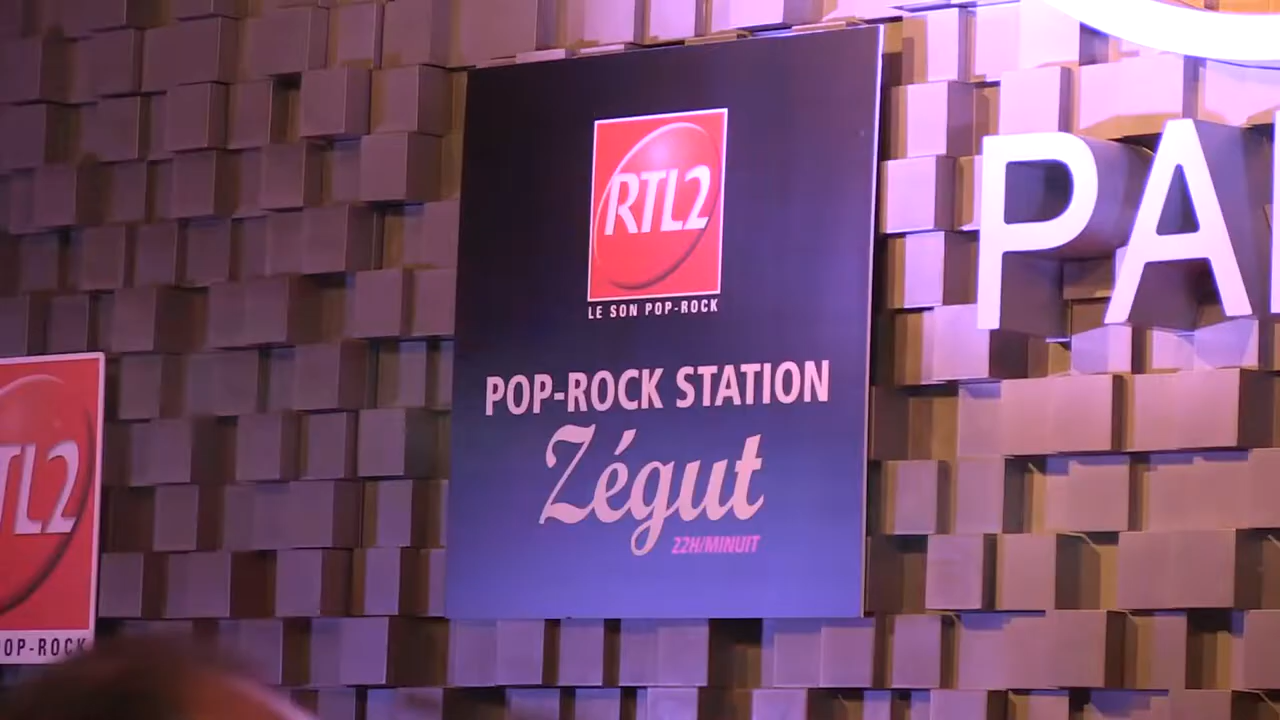 RTL2
LE SON POP-ROCK
POP-ROCK STATION
Zégut
22H/MINUIT
PA
TL2
OP-ROCK